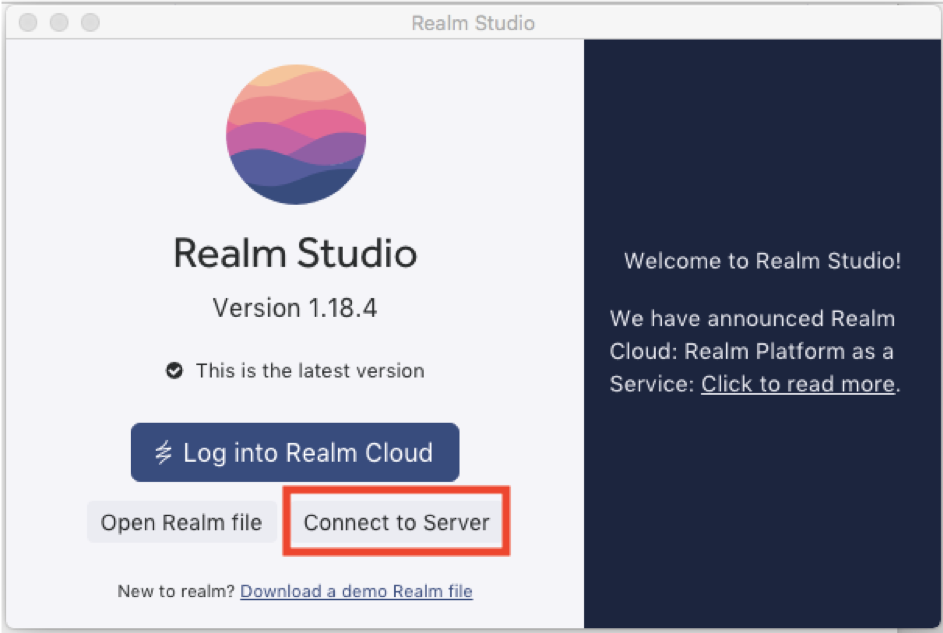 Realm Studio
Realm Studio
Version 1.18.4
This is the latest version
Log into Realm Cloud
Open Realm file
Connect to Server
New to realm? Download a demo Realm file
Welcome to Realm Studio!
We have announced Realm
Cloud: Realm Platform as a
Service: Click to read more.